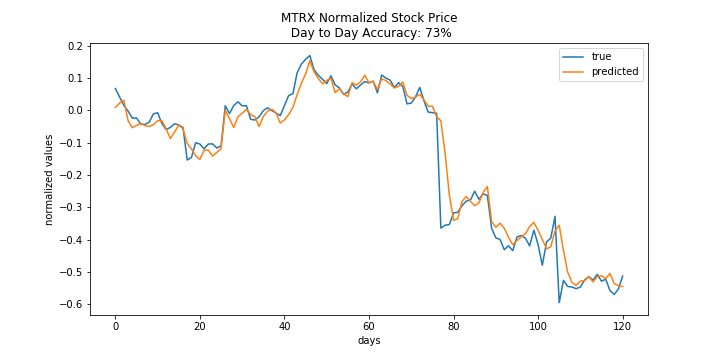 MTRX Normalized Stock Price
Day to Day Accuracy: 73%
true
predicted
normalized values
0.2
0.1
0.0
−0.1
−0.2
−0.3
−0.4
−0.5
−0.6
0
20
40
60
80
100
120
days